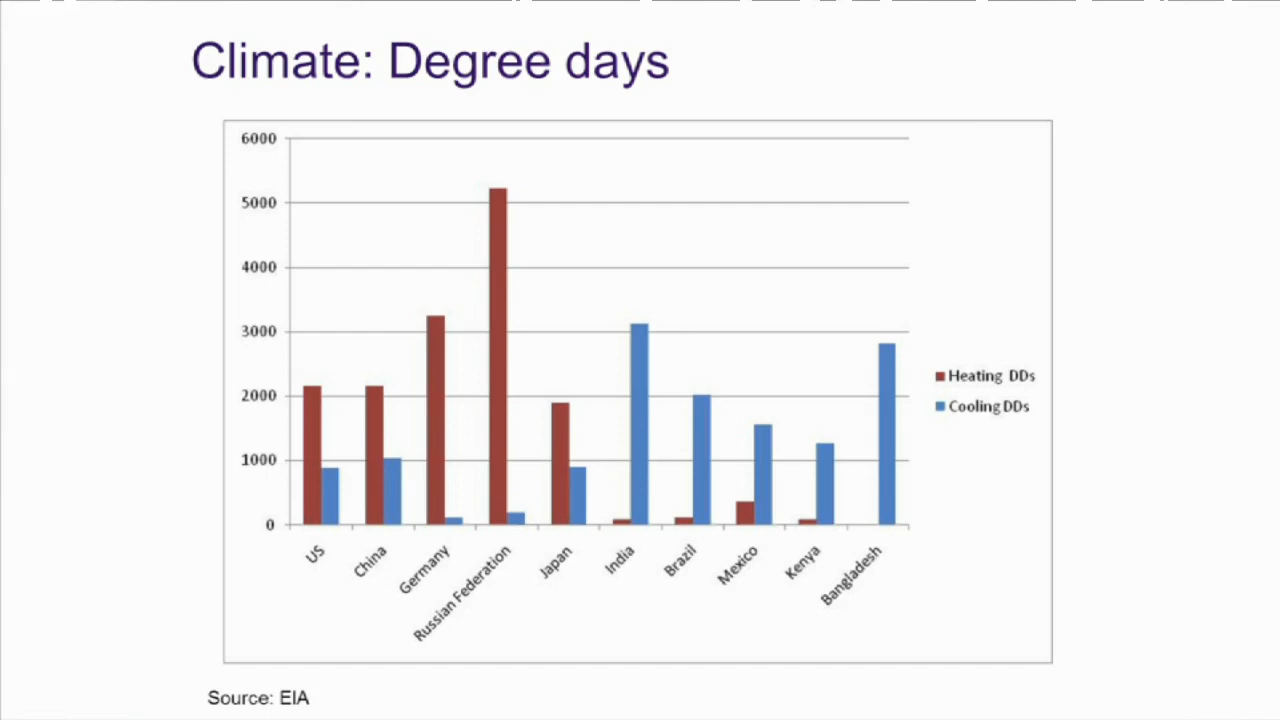 Climate: Degree days
6000
5000
4000
3000
2000
1000
0
Heating DDs
Cooling DDs
US
China
Germany
Russian Federation
Japan
India
Brazil
Mexico
Kenya
Bangladesh
Source: EIA